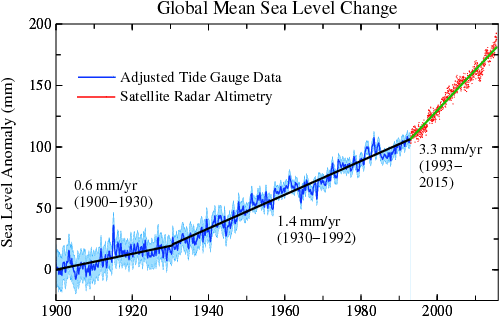 Global Mean Sea Level Change
200
150
100
50
0
Sea Level Anomaly (mm)
Adjusted Tide Gauge Data
Satellite Radar Altimetry
0.6 mm/yr
(1900−1930)
1.4 mm/yr
(1930−1992)
3.3 mm/yr
(1993−
2015)
1900 1920 1940 1960 1980 2000